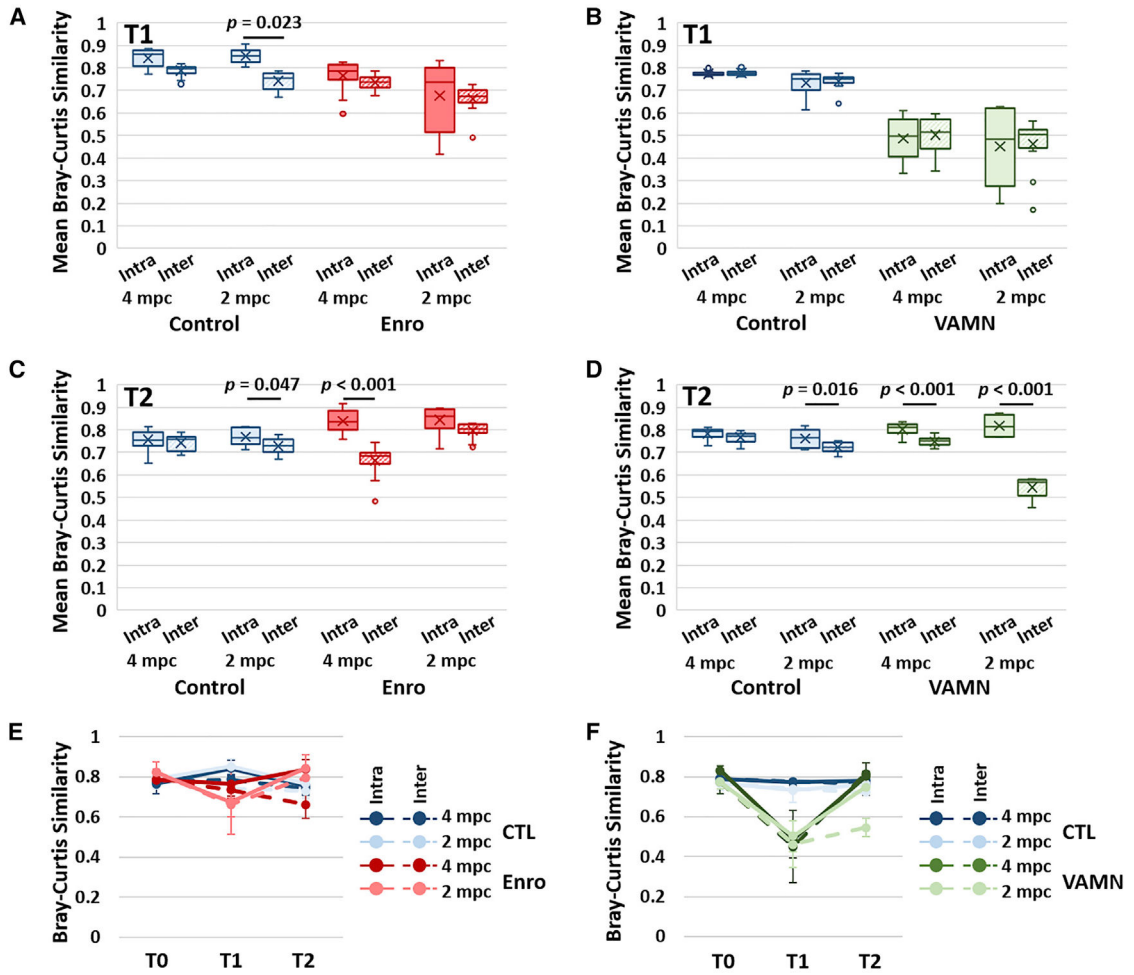 A
T1
p = 0.023
Mean Bray-Curtis Similarity
1
0.9
0.8
0.7
0.6
0.5
0.4
0.3
0.2
0.1
0
Intra Inter Intra Inter Intra Inter Intra Inter
4 mpc 2 mpc 4 mpc 2 mpc
Control Enro
B
T1
Mean Bray-Curtis Similarity
1
0.9
0.8
0.7
0.6
0.5
0.4
0.3
0.2
0.1
0
Intra Inter Intra Inter Intra Inter Intra Inter
4 mpc 2 mpc 4 mpc 2 mpc
Control VAMN
C
T2
p = 0.047 p < 0.001
Mean Bray-Curtis Similarity
1
0.9
0.8
0.7
0.6
0.5
0.4
0.3
0.2
0.1
0
Intra Inter Intra Inter Intra Inter Intra Inter
4 mpc 2 mpc 4 mpc 2 mpc
Control Enro
D
T2
p = 0.016 p < 0.001 p < 0.001
Mean Bray-Curtis Similarity
1
0.9
0.8
0.7
0.6
0.5
0.4
0.3
0.2
0.1
0
Intra Inter Intra Inter Intra Inter Intra Inter
4 mpc 2 mpc 4 mpc 2 mpc
Control VAMN
E
Bray-Curtis Similarity
1
0.8
0.6
0.4
0.2
0
T0 T1 T2
Intra Inter
4 mpc
CTL
2 mpc
4 mpc
Enro
2 mpc
F
Bray-Curtis Similarity
1
0.8
0.6
0.4
0.2
0
T0 T1 T2
Intra Inter
4 mpc
CTL
2 mpc
4 mpc
VAMN
2 mpc